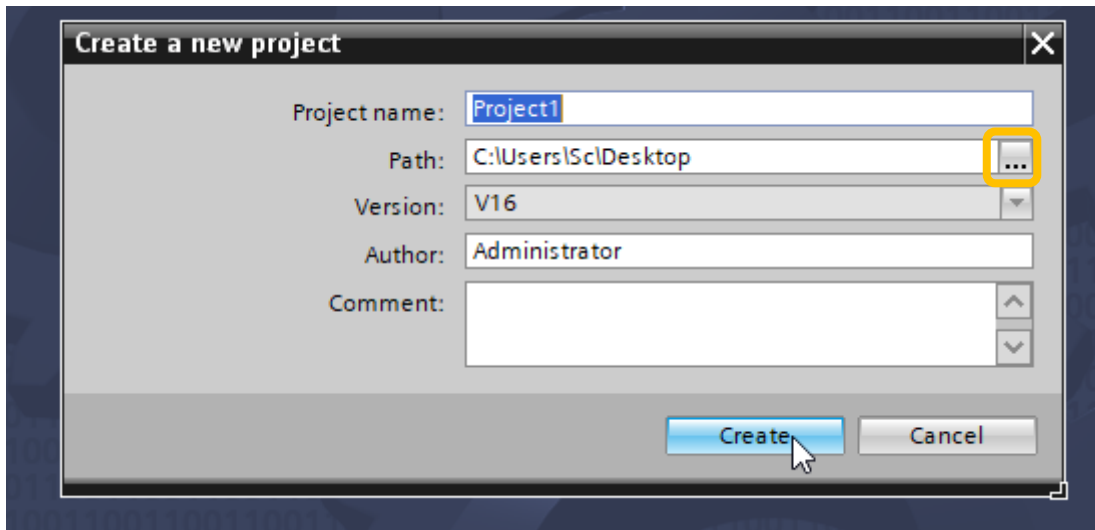 Create a new project
Project name: Project1
Path: C:\Users\Sc\Desktop ...
Version: V16
Author: Administrator
Comment:
Create Cancel